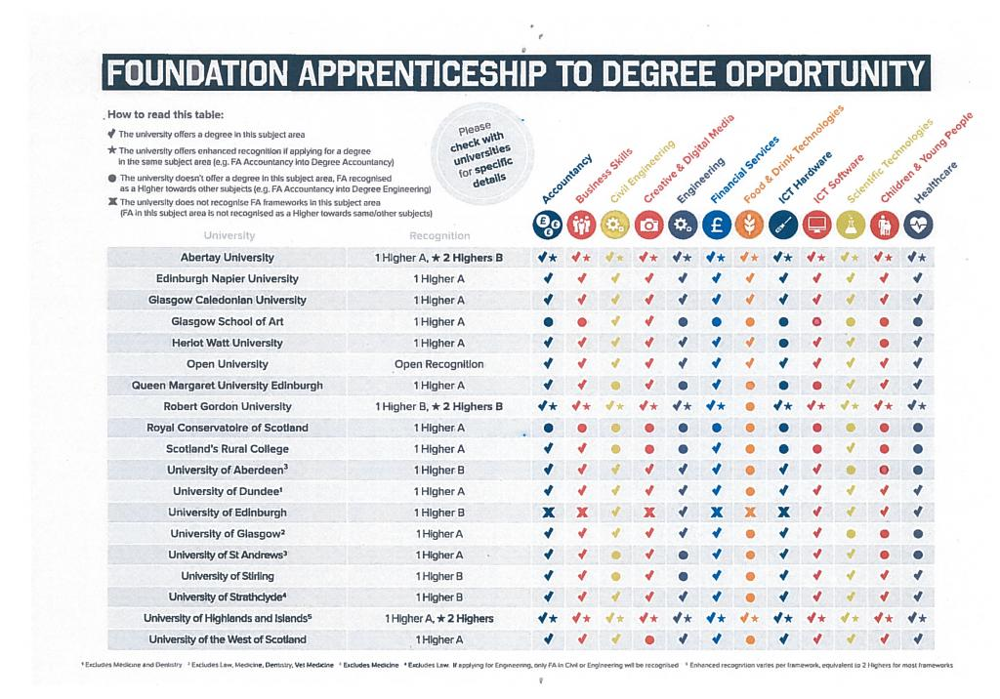 FOUNDATION APPRENTICESHIP TO DEGREE OPPORTUNITY
How to read this table:
✔ The university offers a degree in this subject area
★ The university offers enhanced recognition if applying for a degree
in the same subject area (e.g. FA Accountancy into Degree Accountancy)
● The university doesn't offer a degree in this subject area, FA recognised
as a Higher towards other subjects (e.g. FA Accountancy into Degree Engineering)
✖ The university does not recognise FA frameworks in this subject area
(FA in this subject area is not recognised as a Higher towards same/other subjects)
Please
check with
universities
for specific
details
Accountancy
Business Skills
Civil Engineering
Creative & Digital Media
Engineering
Financial Services
Food & Drink Technologies
ICT Hardware
ICT Software
Scientific Technologies
Children & Young People
Healthcare
University Recognition
Abertay University 1 Higher A, ★ 2 Highers B ✔★ ✔★ ✔★ ✔★ ✔★ ✔★ ✔★ ✔★ ✔★ ✔★ ✔★ ✔★
Edinburgh Napier University 1 Higher A ✔ ✔ ✔ ✔ ✔ ✔ ✔ ✔ ✔ ✔ ✔ ✔
Glasgow Caledonian University 1 Higher A ✔ ✔ ✔ ✔ ✔ ✔ ✔ ✔ ✔ ✔ ✔ ✔
Glasgow School of Art 1 Higher A ● ● ✔ ✔ ● ● ● ● ● ● ● ●
Heriot Watt University 1 Higher A ✔ ✔ ✔ ✔ ✔ ✔ ✔ ● ✔ ✔ ● ✔
Open University Open Recognition ✔ ✔ ✔ ✔ ✔ ✔ ✔ ✔ ✔ ✔ ✔ ✔
Queen Margaret University Edinburgh 1 Higher A ✔ ✔ ● ✔ ● ✔ ● ● ● ✔ ✔ ✔
Robert Gordon University 1 Higher B, ★ 2 Highers B ✔★ ✔★ ✔★ ✔★ ✔★ ✔★ ● ✔★ ✔★ ✔★ ✔★ ✔★
Royal Conservatoire of Scotland 1 Higher A ● ● ● ● ● ● ● ● ● ● ● ●
Scotland's Rural College 1 Higher A ✔ ✔ ● ● ● ✔ ● ● ● ✔ ● ●
University of Aberdeen³ 1 Higher B ✔ ✔ ✔ ✔ ✔ ✔ ● ✔ ✔ ● ● ●
University of Dundee¹ 1 Higher A ✔ ✔ ✔ ✔ ✔ ✔ ● ✔ ✔ ✔ ✔ ✔
University of Edinburgh 1 Higher B ✖ ✖ ✔ ✖ ✔ ✖ ✖ ✖ ✔ ✔ ✔ ✔
University of Glasgow² 1 Higher A ✔ ✔ ✔ ✔ ✔ ✔ ● ✔ ✔ ● ● ●
University of St Andrews³ 1 Higher A ✔ ✔ ● ✔ ● ✔ ● ✔ ✔ ✔ ● ●
University of Stirling 1 Higher B ✔ ✔ ● ✔ ● ✔ ● ✔ ✔ ✔ ✔ ✔
University of Strathclyde⁴ 1 Higher B ✔ ✔ ✔ ✔ ✔ ✔ ● ✔ ✔ ✔ ✔ ✔
University of Highlands and Islands⁵ 1 Higher A, ★ 2 Highers ✔★ ✔★ ✔★ ✔★ ✔★ ✔★ ✔★ ✔★ ✔★ ✔★ ✔★ ✔★
University of the West of Scotland 1 Higher A ✔ ✔ ✔ ● ✔ ✔ ● ✔ ✔ ✔ ✔ ✔
¹ Excludes Medicine and Dentistry ² Excludes Law, Medicine, Dentistry, Vet Medicine ³ Excludes Medicine ⁴ Excludes Law. If applying for Engineering, only FA in Civil or Engineering will be recognised ⁵ Enhanced recognition varies per framework, equivalent to 2 Highers for most frameworks